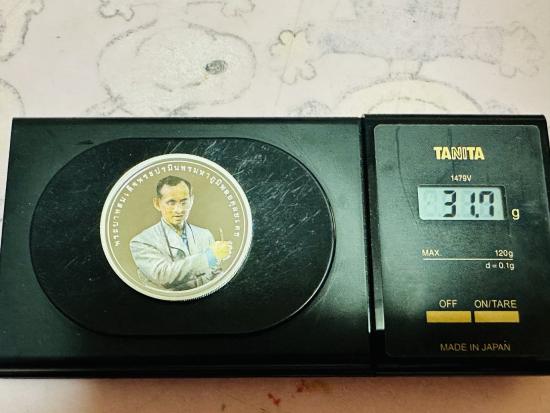 พระบาทสมเด็จพระปรมินทรมหาภูมิพลอดุลยเดช
TANITA
1479V
31.7 g
MAX. 120g
d=0.1g
OFF ON/TARE
MADE IN JAPAN